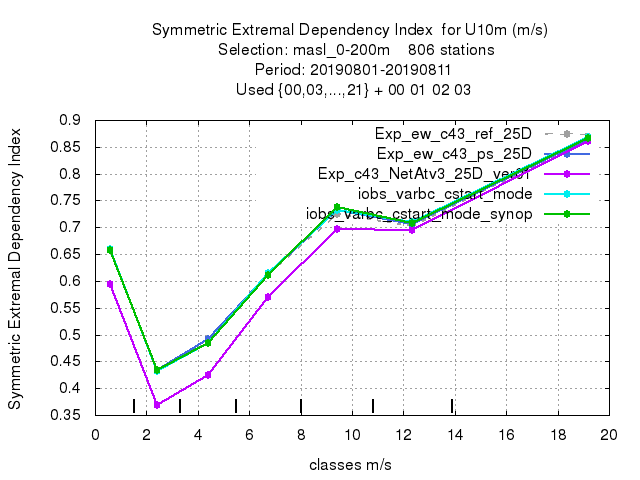 Symmetric Extremal Dependency Index  for U10m (m/s)
Selection: masl_0-200m    806 stations
Period: 20190801-20190811
Used {00,03,...,21} + 00 01 02 03
Symmetric Extremal Dependency Index
0.9
0.85
0.8
0.75
0.7
0.65
0.6
0.55
0.5
0.45
0.4
0.35
Exp_ew_c43_ref_25D
Exp_ew_c43_ps_25D
Exp_c43_NetAtv3_25D_ver01
iobs_varbc_cstart_mode
iobs_varbc_cstart_mode_synop
0 2 4 6 8 10 12 14 16 18 20
classes m/s